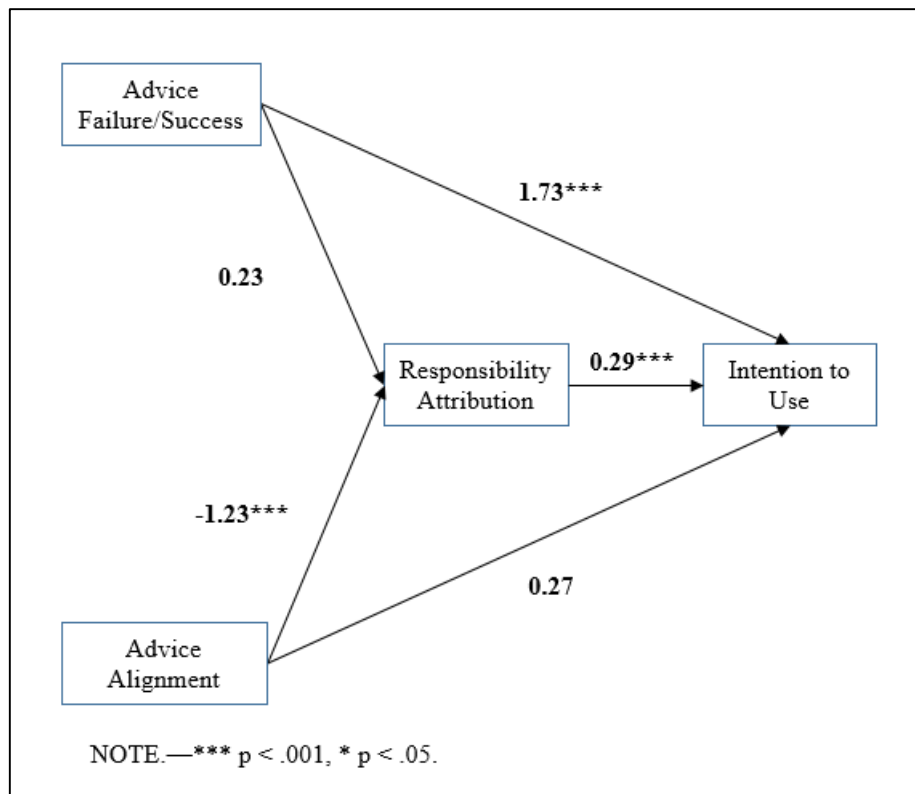 Advice
Failure/Success
1.73***
0.23
Responsibility
Attribution
0.29***
Intention to
Use
-1.23***
0.27
Advice
Alignment
NOTE.—*** p < .001, * p < .05.